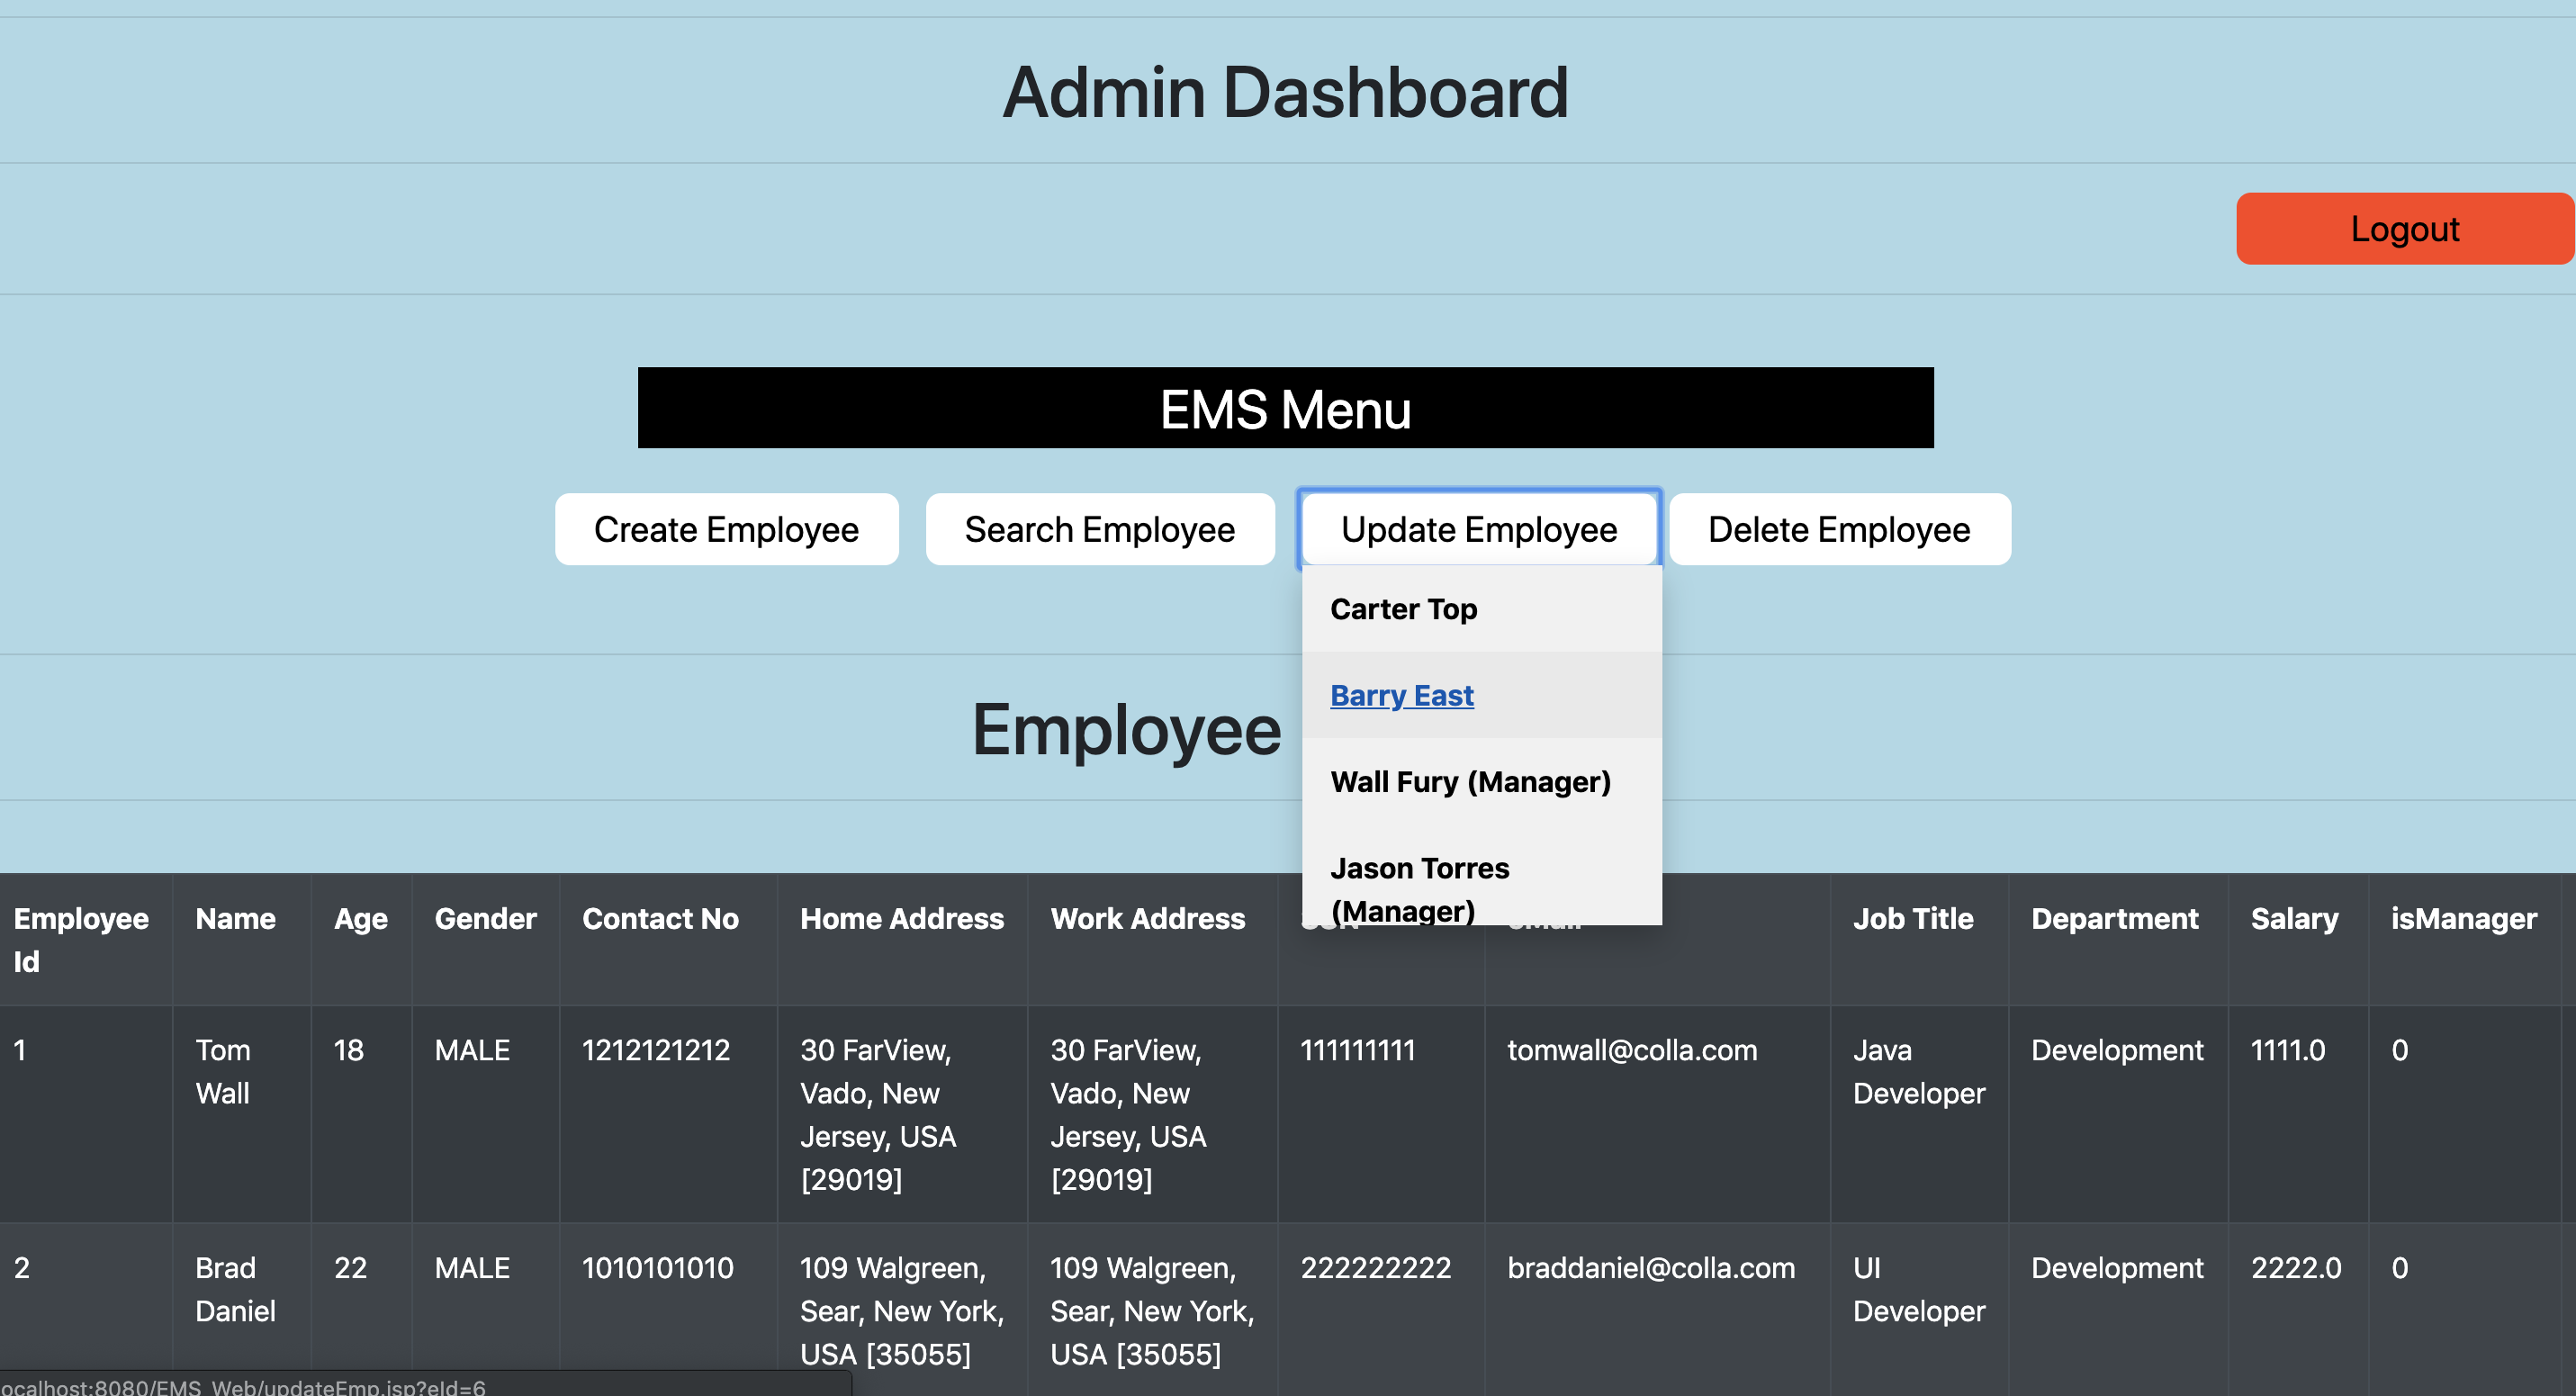 Admin Dashboard
Logout
EMS Menu
Create Employee
Search Employee
Update Employee
Delete Employee
Carter Top
Barry East
Wall Fury (Manager)
Jason Torres
(Manager)
Employee
Employee Id
Name
Age
Gender
Contact No
Home Address
Work Address
Job Title
Department
Salary
isManager
1
Tom
Wall
18
MALE
1212121212
30 FarView,
Vado, New
Jersey, USA
[29019]
30 FarView,
Vado, New
Jersey, USA
[29019]
111111111
tomwall@colla.com
Java
Developer
Development
1111.0
0
2
Brad
Daniel
22
MALE
1010101010
109 Walgreen,
Sear, New York,
USA [35055]
109 Walgreen,
Sear, New York,
USA [35055]
222222222
braddaniel@colla.com
UI
Developer
Development
2222.0
0
ocalhost:8080/EMS_Web/updateEmp.jsp?eId=6